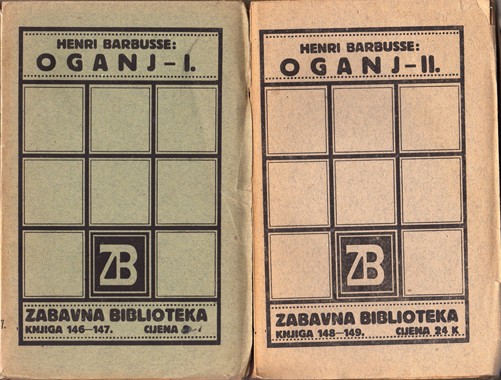 HENRI BARBUSSE:
OGANJ-I.
ZB
ZABAVNA BIBLIOTEKA
KNJIGA 146-147. CIJENA
7.
HENRI BARBUSSE:
OGANJ-II.
ZB
ZABAVNA BIBLIOTEKA
KNJIGA 148-149. CIJENA 24 K